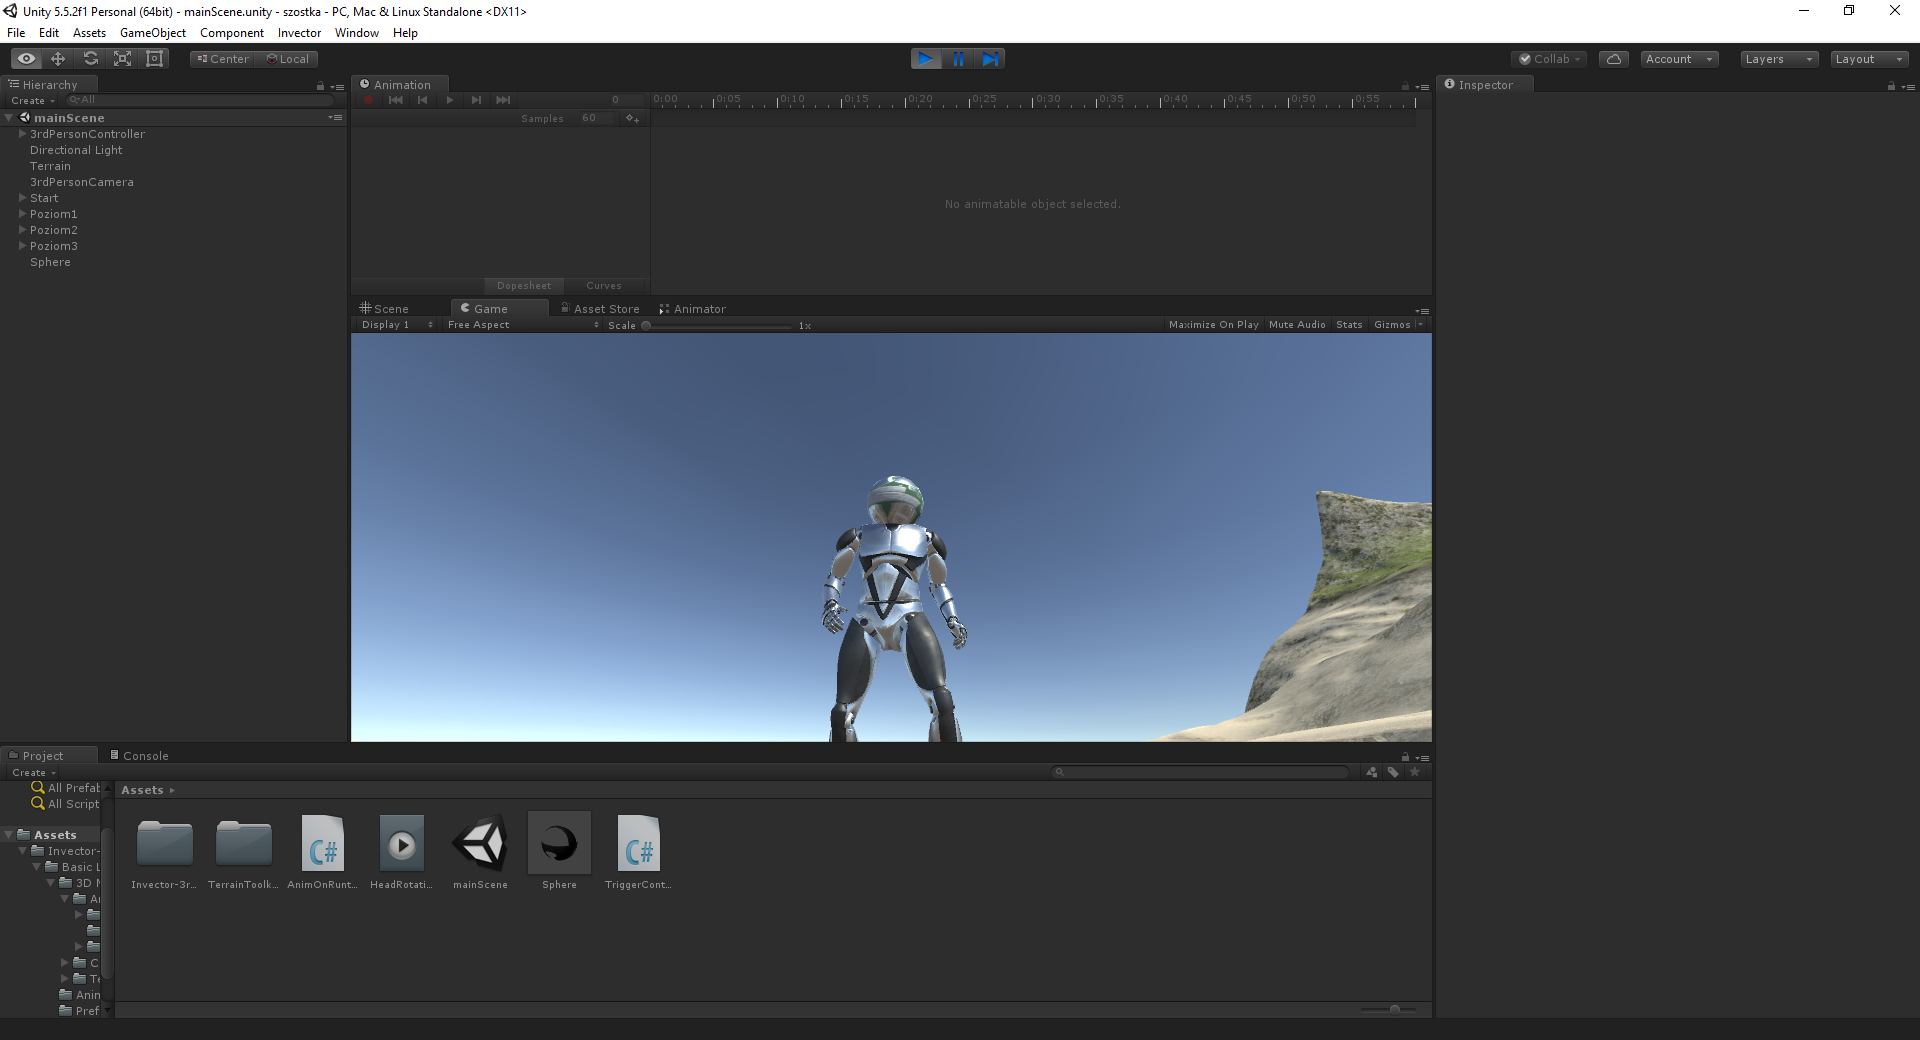 Unity 5.5.2f1 Personal (64bit) - mainScene.unity - szostka - PC, Mac & Linux Standalone <DX11>
File Edit Assets GameObject Component Invector Window Help
Center Local Collab Account Layers Layout
Hierarchy
Create All
mainScene
3rdPersonController
Directional Light
Terrain
3rdPersonCamera
Start
Poziom1
Poziom2
Poziom3
Sphere
Animation
0 0:00 0:05 0:10 0:15 0:20 0:25 0:30 0:35 0:40 0:45 0:50 0:55
Samples 60
No animatable object selected.
Dopesheet Curves
Scene Game Asset Store Animator
Display 1 Free Aspect Scale 1x Maximize On Play Mute Audio Stats Gizmos
Inspector
Project Console
Create
All Prefab
All Script
Assets
Invector-
Basic L
3D M
Ar
C
Te
Anin
Pref
Assets
Invector-3r... TerrainToolk... AnimOnRunt... HeadRotati... mainScene Sphere TriggerCont...
C# C#